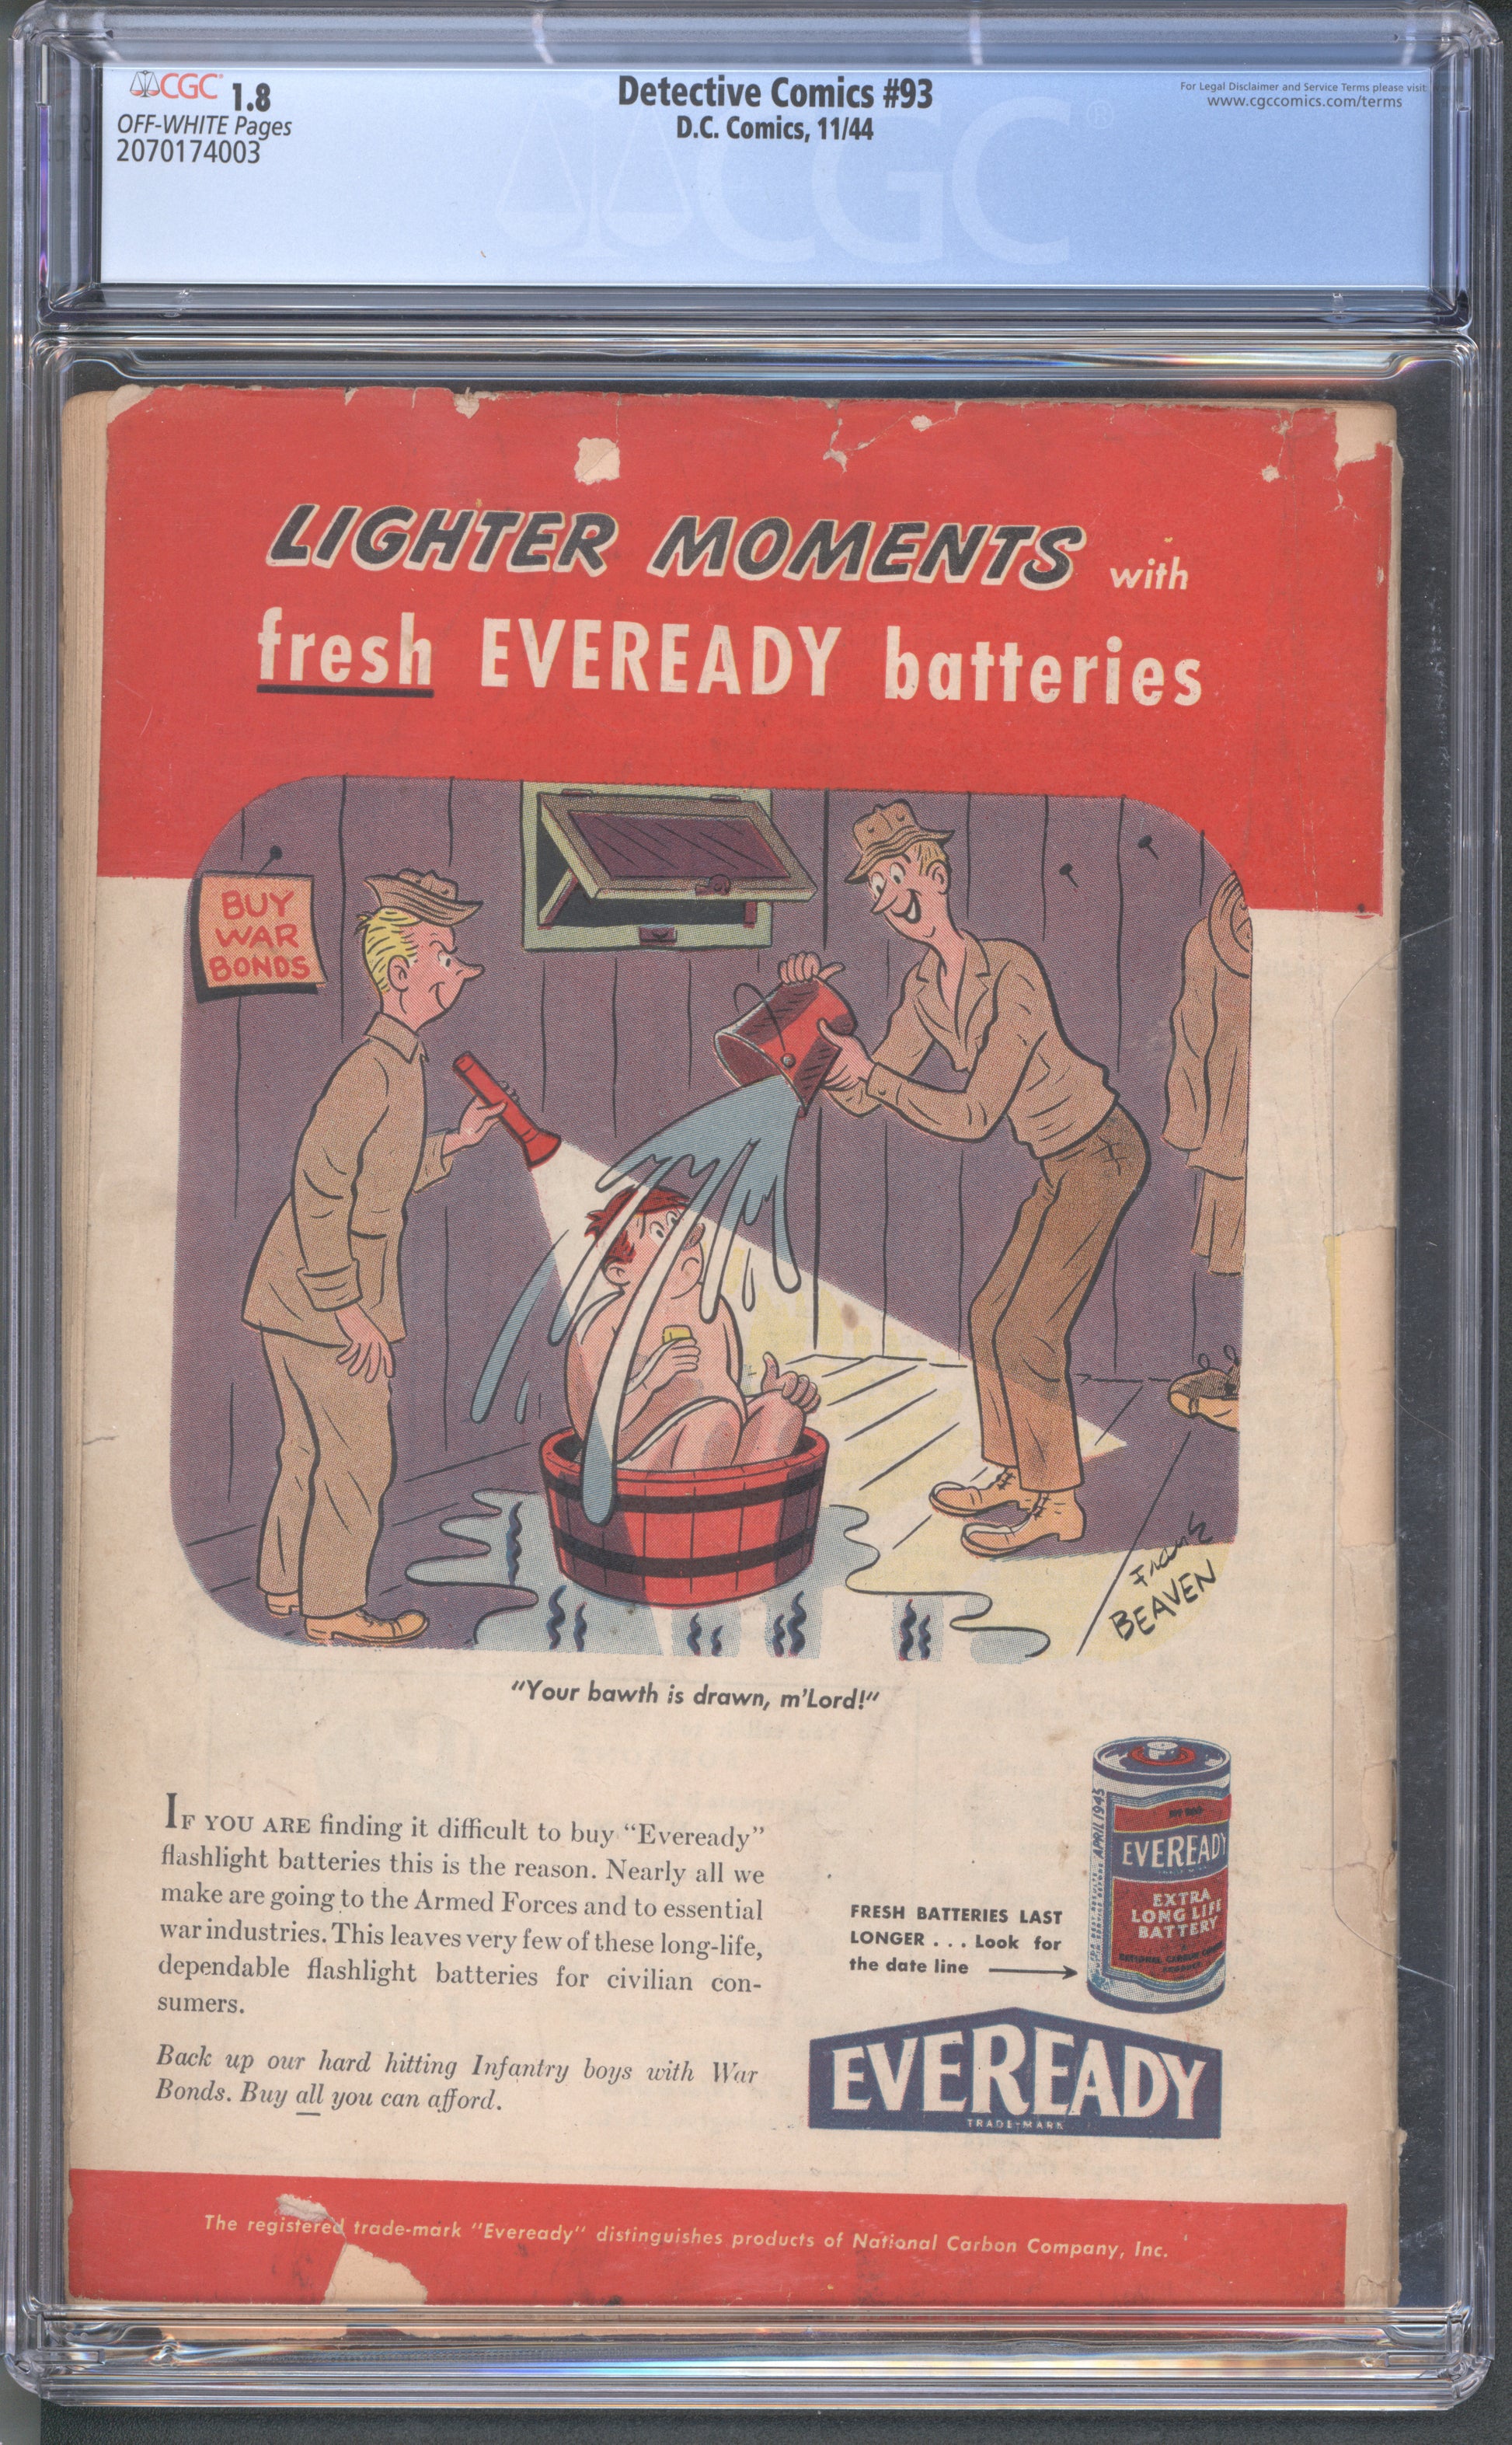 CGC 1.8
OFF-WHITE Pages
2070174003
Detective Comics #93
D.C. Comics, 11/44
For Legal Disclaimer and Service Terms please visit
www.cgccomics.com/terms
CGC
LIGHTER MOMENTS with
fresh EVEREADY batteries
BUY
WAR
BONDS
Frank
BEAVEN
"Your bawth is drawn, m'Lord!"
IF YOU ARE finding it difficult to buy “Eveready”
flashlight batteries this is the reason. Nearly all we
make are going to the Armed Forces and to essential
war industries. This leaves very few of these long-life,
dependable flashlight batteries for civilian con-
sumers.
Back up our hard hitting Infantry boys with War
Bonds. Buy all you can afford.
FRESH BATTERIES LAST
LONGER . . . Look for
the date line
APRIL 1945
EVEREADY
EXTRA
LONG LIFE
BATTERY
EVEREADY
TRADE-MARK
The registered trade-mark "Eveready" distinguishes products of National Carbon Company, Inc.